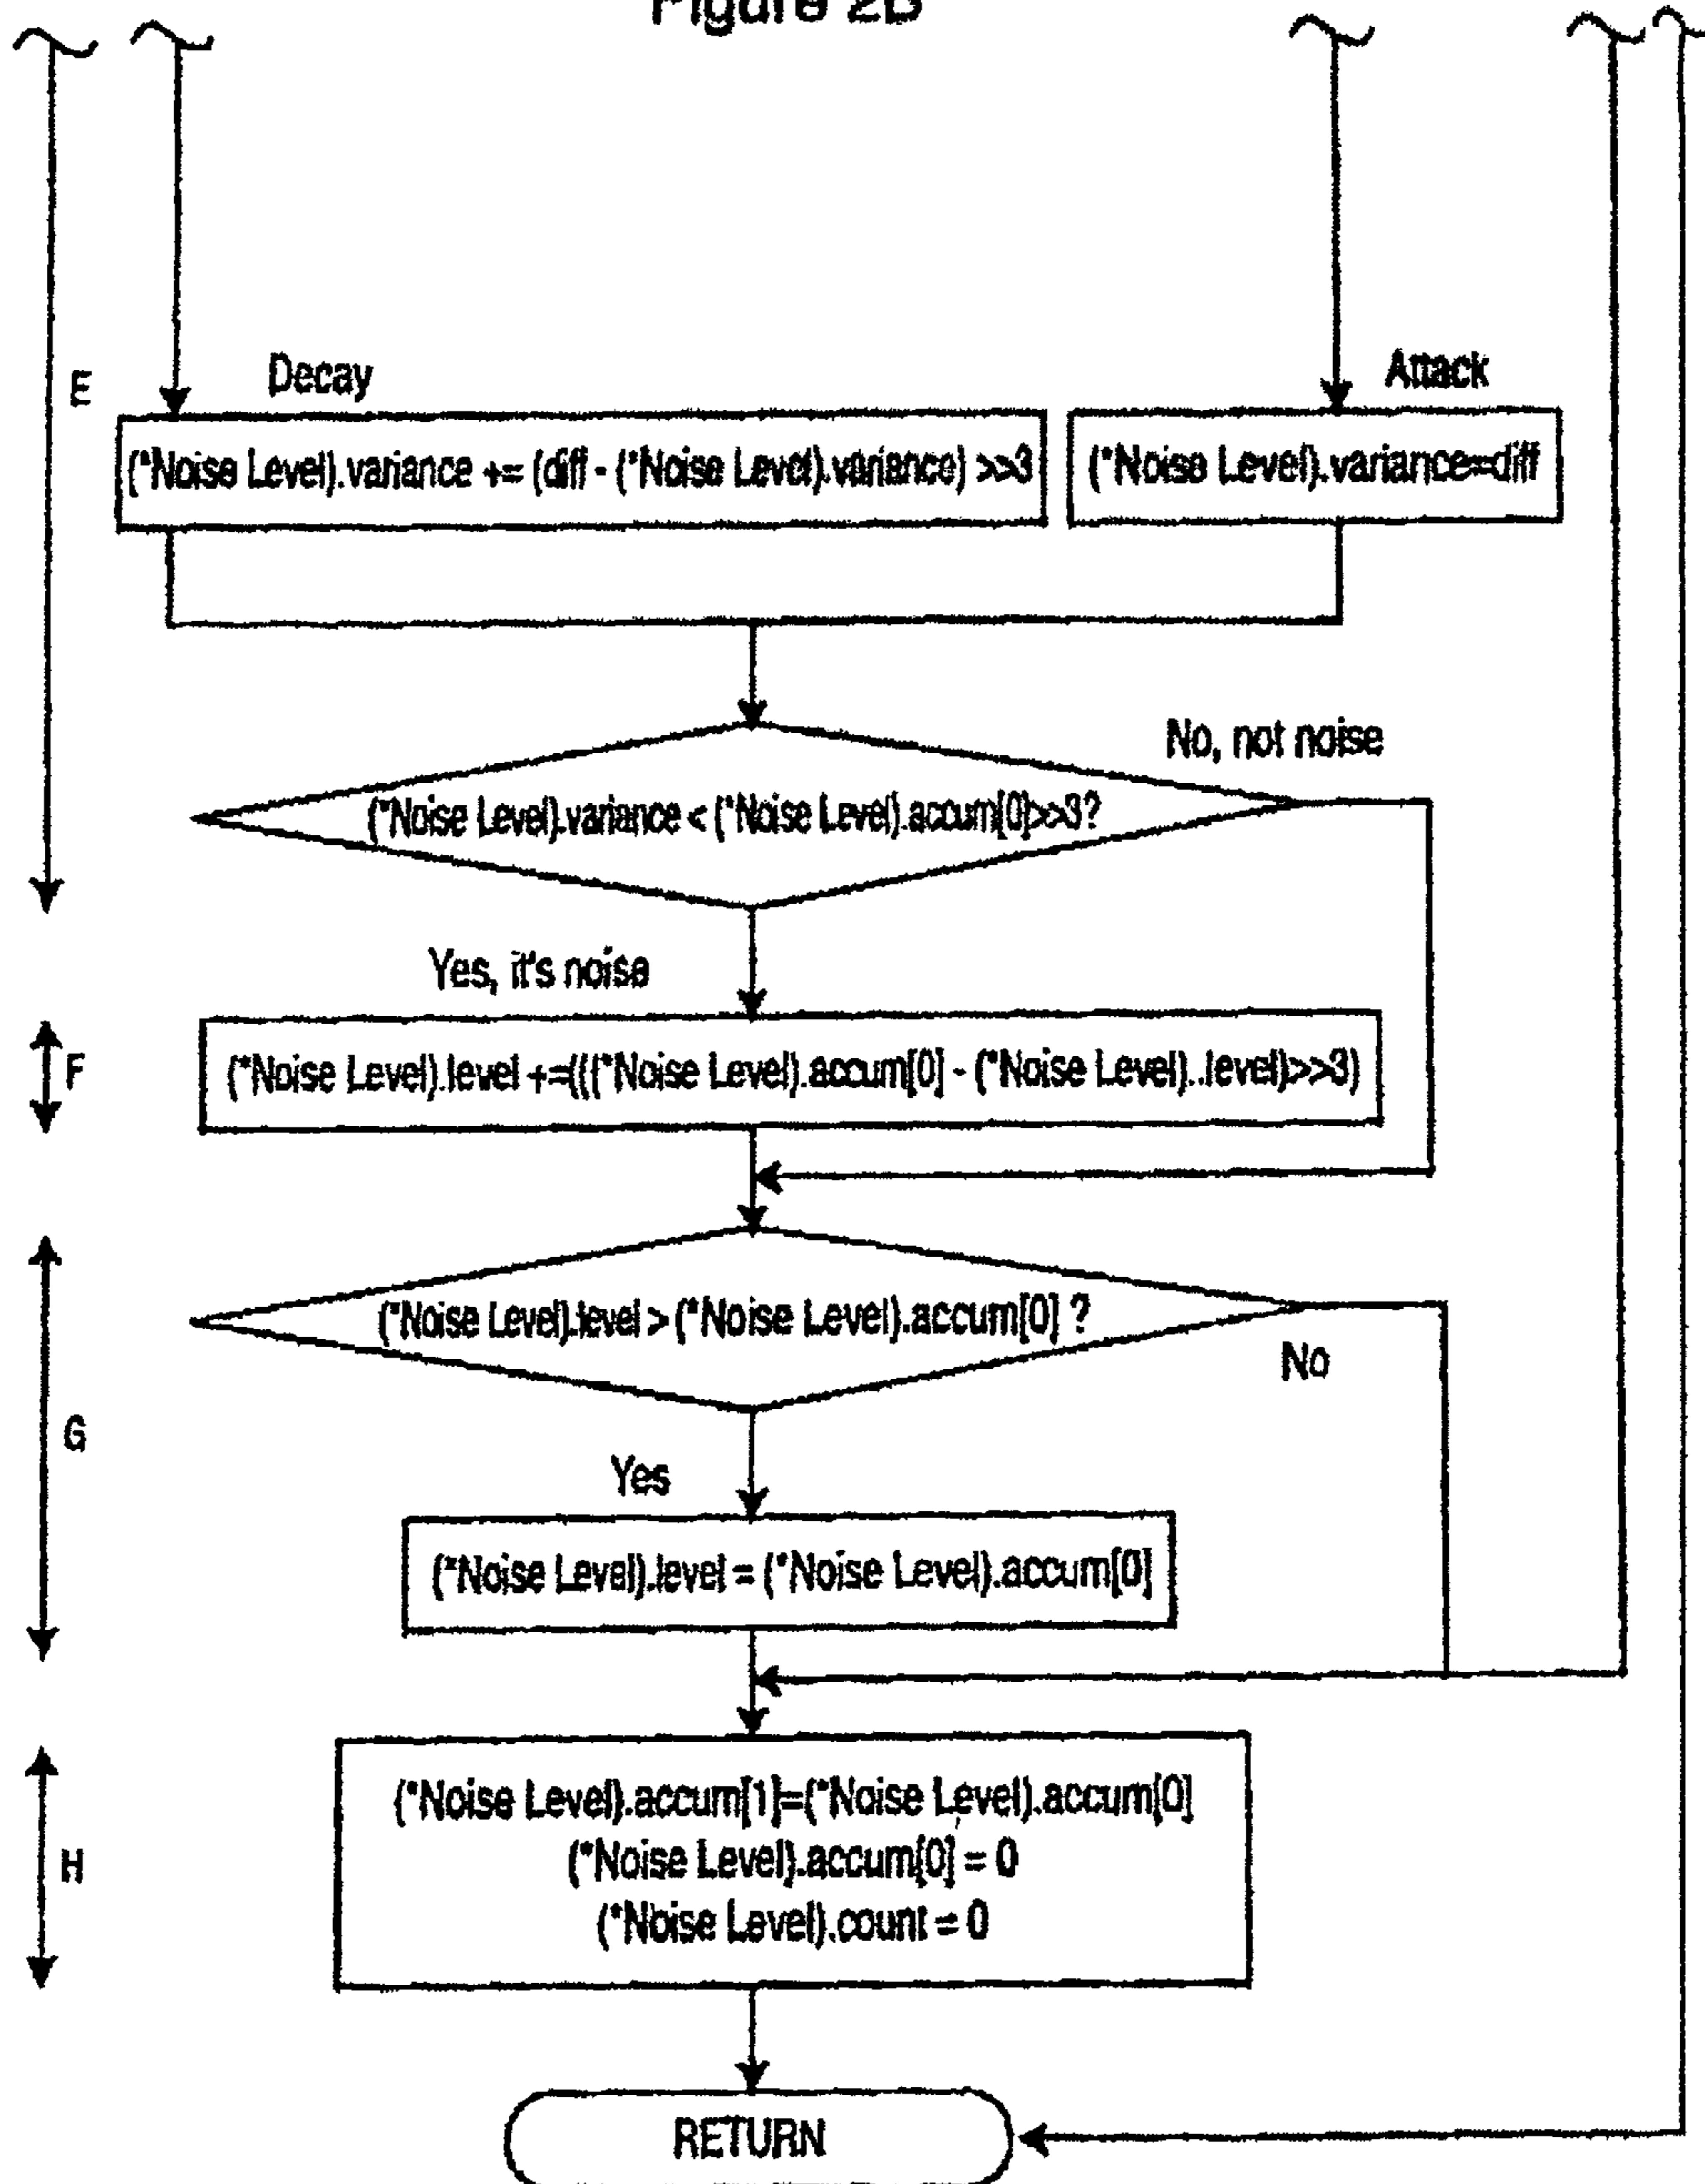 Figure 2B
E
Decay
Attack
(*Noise Level).variance += (diff - (*Noise Level).variance) >>3
(*Noise Level).variance=diff
No, not noise
(*Noise Level).variance < (*Noise Level).accum[0]>>3?
Yes, it's noise
F
(*Noise Level).level +=(((*Noise Level).accum[0] - (*Noise Level)..level)>>3)
(*Noise Level).level > (*Noise Level).accum[0] ?
No
G
Yes
(*Noise Level).level = (*Noise Level).accum[0]
H
(*Noise Level).accum[1]=(*Noise Level).accum[0]
(*Noise Level).accum[0] = 0
(*Noise Level).count = 0
RETURN